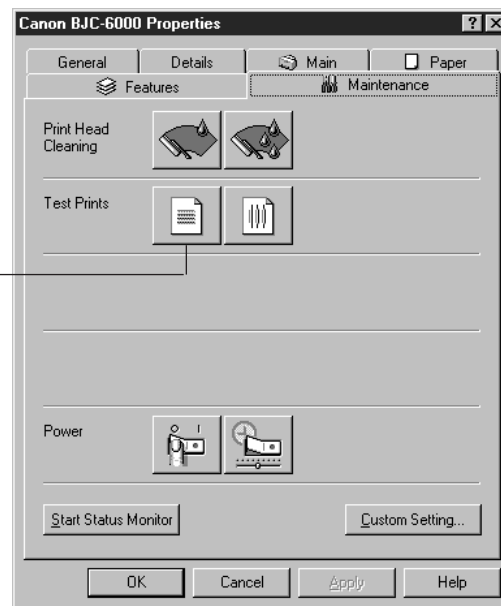 Canon BJC-6000 Properties
General Details Main Paper
Features Maintenance
Print Head
Cleaning
Test Prints
Power
Start Status Monitor Custom Setting...
OK Cancel Apply Help